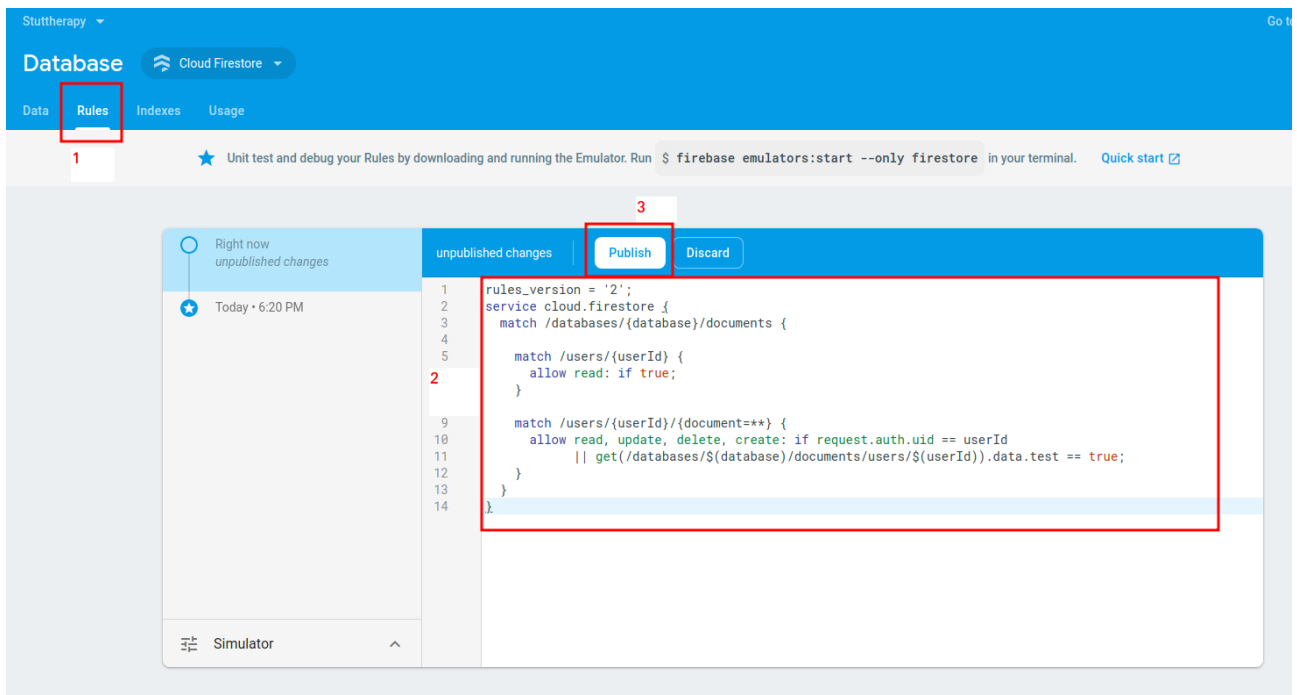 Stuttherapy
Go to
Database Cloud Firestore
Data Rules Indexes Usage
1
Unit test and debug your Rules by downloading and running the Emulator. Run $ firebase emulators:start --only firestore in your terminal. Quick start
3
Right now
unpublished changes
Today • 6:20 PM
unpublished changes Publish Discard
1 rules_version = '2';
2 service cloud.firestore {
3 match /databases/{database}/documents {
4
5 match /users/{userId} {
2 allow read: if true;
}
9 match /users/{userId}/{document=**} {
10 allow read, update, delete, create: if request.auth.uid == userId
11 || get(/databases/$(database)/documents/users/$(userId)).data.test == true;
12 }
13 }
14 }
Simulator